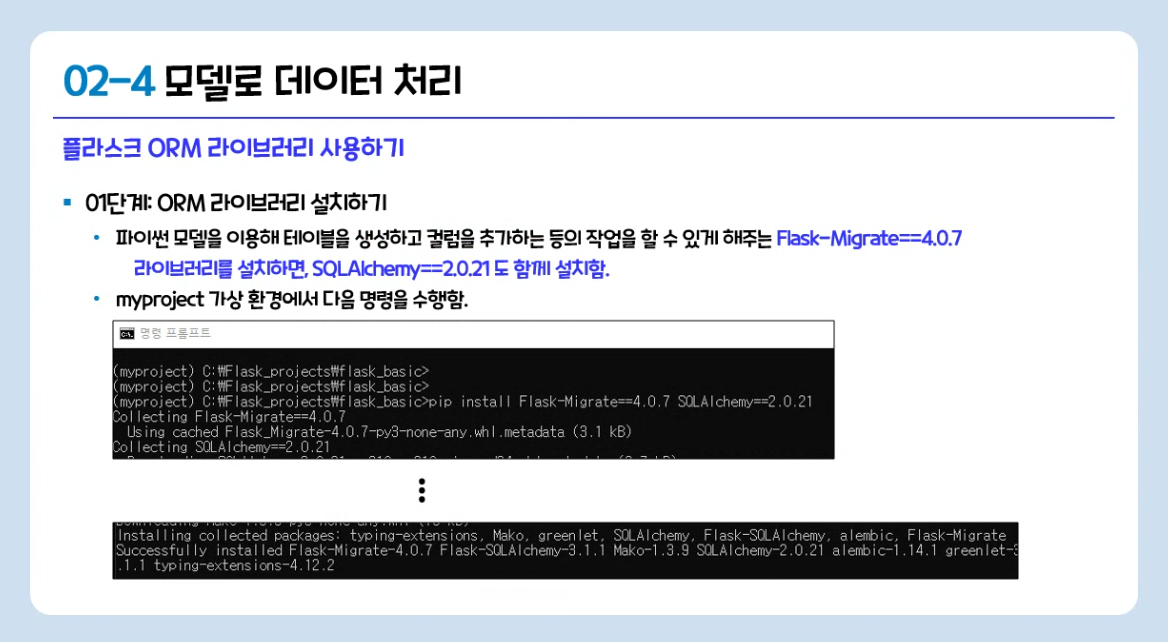 02-4 모델로 데이터 처리
플라스크 ORM 라이브러리 사용하기
01단계: ORM 라이브러리 설치하기
파이썬 모델을 이용해 테이블을 생성하고 컬럼을 추가하는 등의 작업을 할 수 있게 해주는 Flask-Migrate==4.0.7
라이브러리를 설치하면, SQLAlchemy==2.0.21 도 함께 설치함.
myproject 가상 환경에서 다음 명령을 수행함.
명령 프롬프트
(myproject) C:₩Flask_projects₩flask_basic>
(myproject) C:₩Flask_projects₩flask_basic>
(myproject) C:₩Flask_projects₩flask_basic>pip install Flask-Migrate==4.0.7 SQLAlchemy==2.0.21
Collecting Flask-Migrate==4.0.7
Using cached Flask_Migrate-4.0.7-py3-none-any.whl.metadata (3.1 kB)
Collecting SQLAlchemy==2.0.21
Installing collected packages: typing-extensions, Mako, greenlet, SQLAlchemy, Flask-SQLAlchemy, alembic, Flask-Migrate
Successfully installed Flask-Migrate-4.0.7 Flask-SQLAlchemy-3.1.1 Mako-1.3.9 SQLAlchemy-2.0.21 alembic-1.14.1 greenlet-3
.1.1 typing-extensions-4.12.2